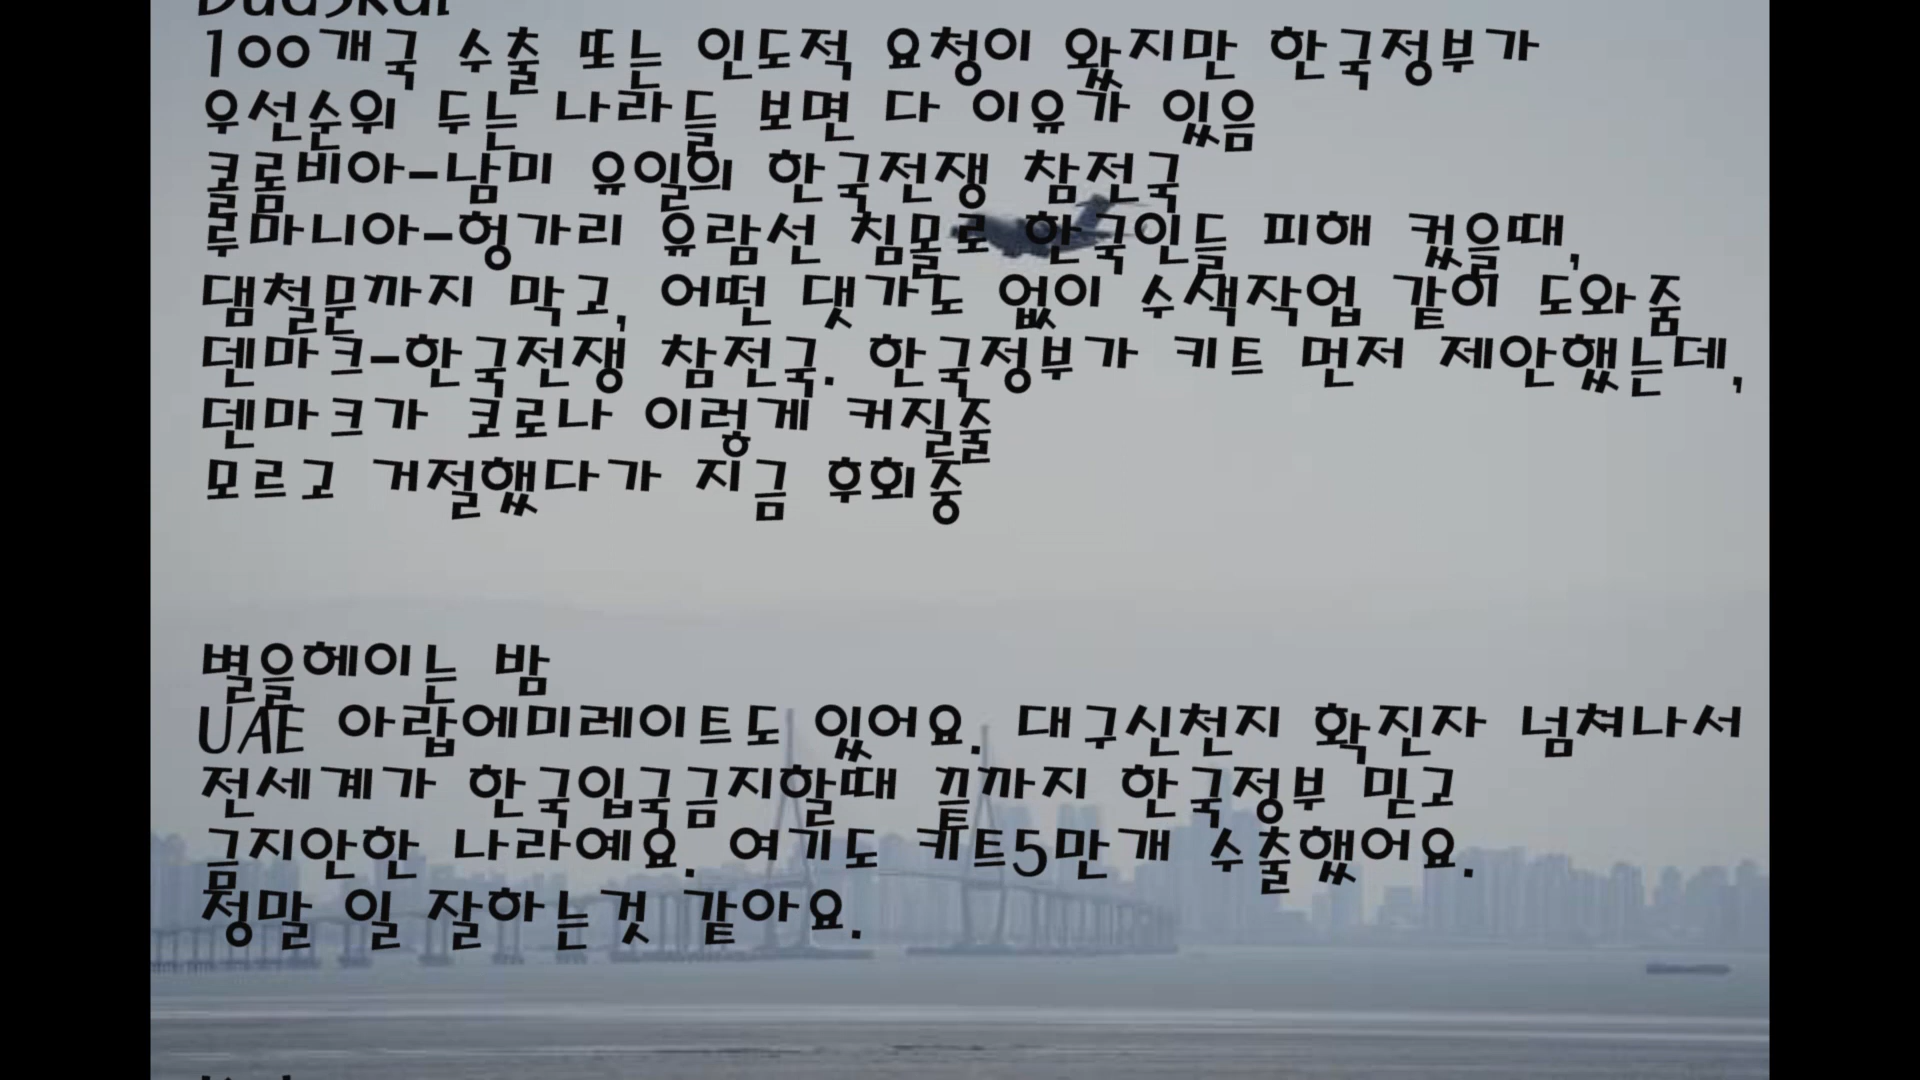 100개국 수출 또는 인도적 요청이 왔지만 한국정부가
우선순위 두는 나라들 보면 다 이유가 있음
콜롬비아-남미 유일의 한국전쟁 참전국
루마니아-헝가리 유람선 침몰로 한국인들 피해 컸을때,
댐철문까지 막고, 어떤 댓가도 없이 수색작업 같이 도와줌
덴마크-한국전쟁 참전국. 한국정부가 키트 먼저 제안했는데,
덴마크가 코로나 이렇게 커질줄
모르고 거절했다가 지금 후회중
별을헤이는 밤
UAE 아랍에미레이트도 있어요. 대구신천지 확진자 넘쳐나서
전세계가 한국입국금지할때 끝까지 한국정부 믿고
금지안한 나라예요. 여기도 키트5만개 수출했어요.
정말 일 잘하는것 같아요.